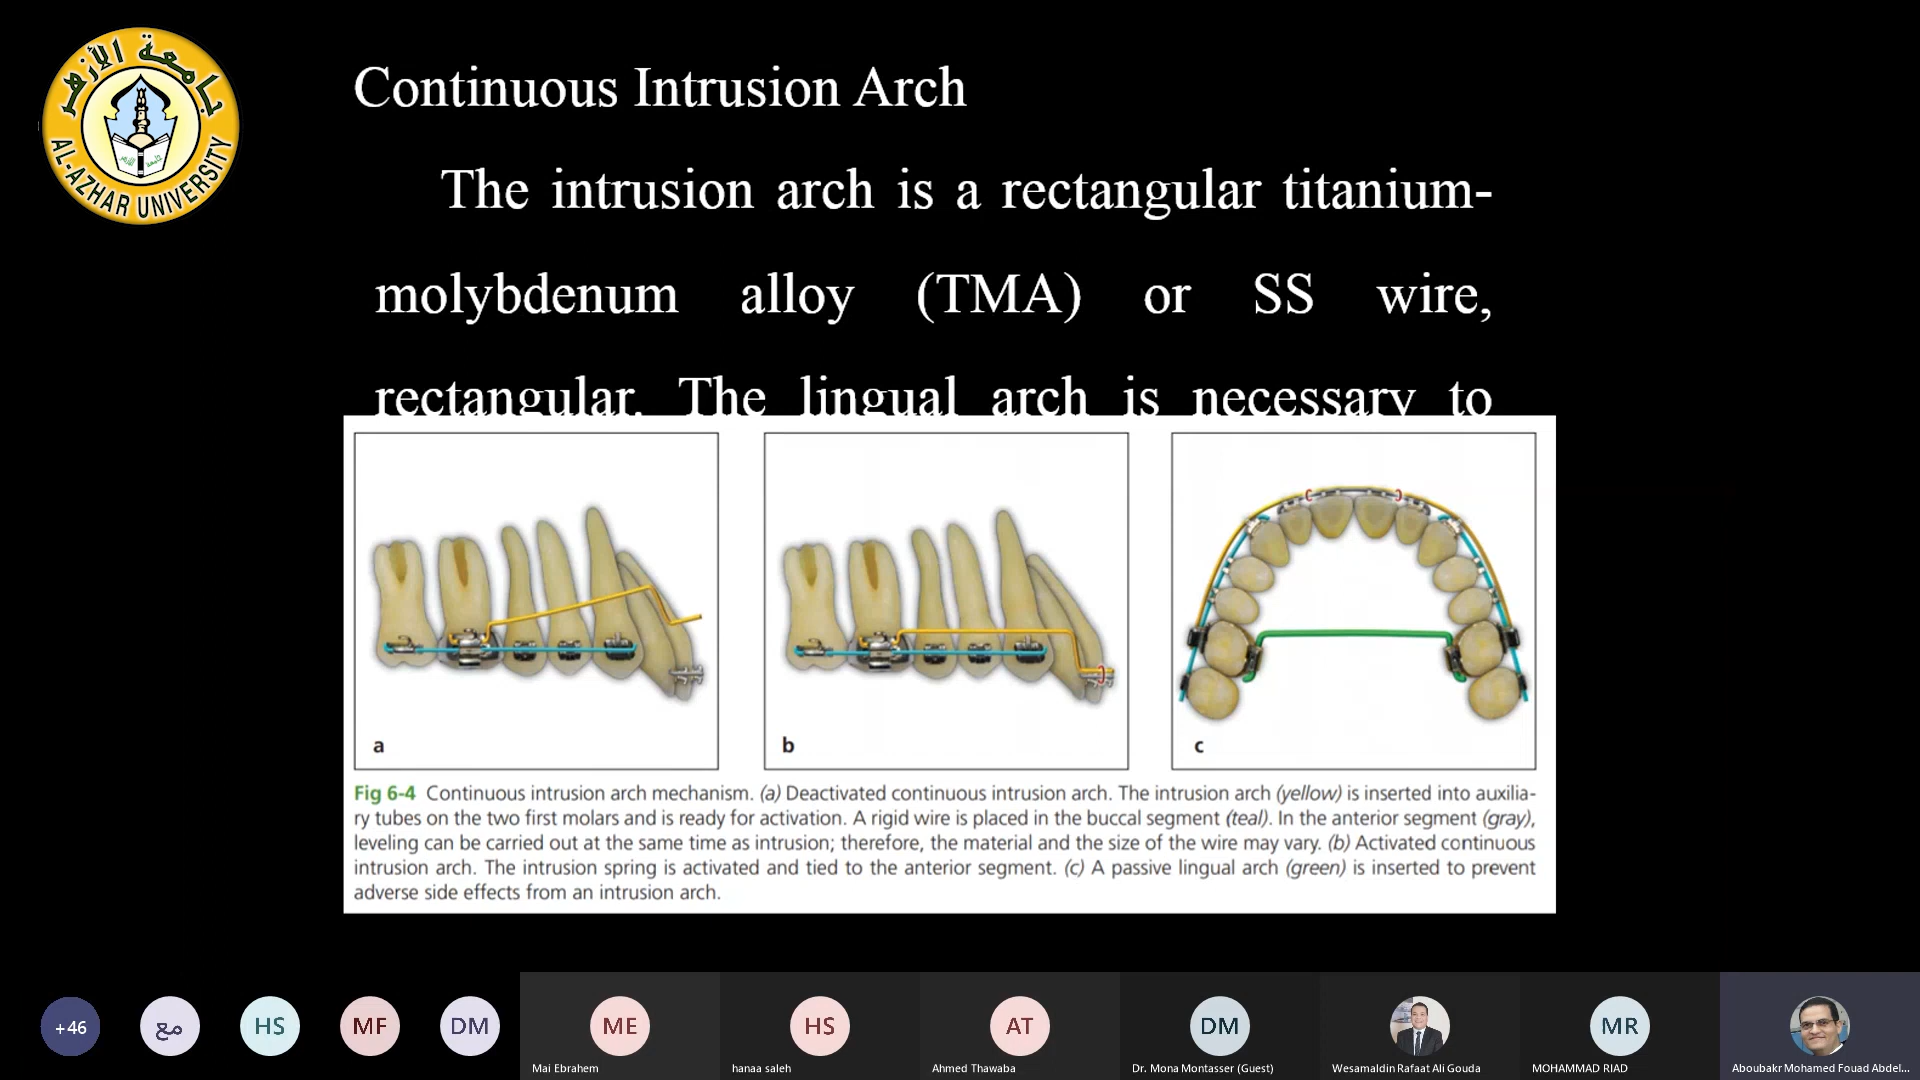 جامعة الأزهر
AL-AZHAR UNIVERSITY
Continuous Intrusion Arch
The intrusion arch is a rectangular titanium-
molybdenum alloy (TMA) or SS wire,
rectangular. The lingual arch is necessary to
a
b
c
Fig 6-4 Continuous intrusion arch mechanism. (a) Deactivated continuous intrusion arch. The intrusion arch (yellow) is inserted into auxilia-
ry tubes on the two first molars and is ready for activation. A rigid wire is placed in the buccal segment (teal). In the anterior segment (gray),
leveling can be carried out at the same time as intrusion; therefore, the material and the size of the wire may vary. (b) Activated continuous
intrusion arch. The intrusion spring is activated and tied to the anterior segment. (c) A passive lingual arch (green) is inserted to prevent
adverse side effects from an intrusion arch.
+46
مع
HS
MF
DM
ME
HS
AT
DM
MR
Mai Ebrahem
hanaa saleh
Ahmed Thawaba
Dr. Mona Montasser (Guest)
Wesamaldin Rafaat Ali Gouda
MOHAMMAD RIAD
Aboubakr Mohamed Fouad Abdel...